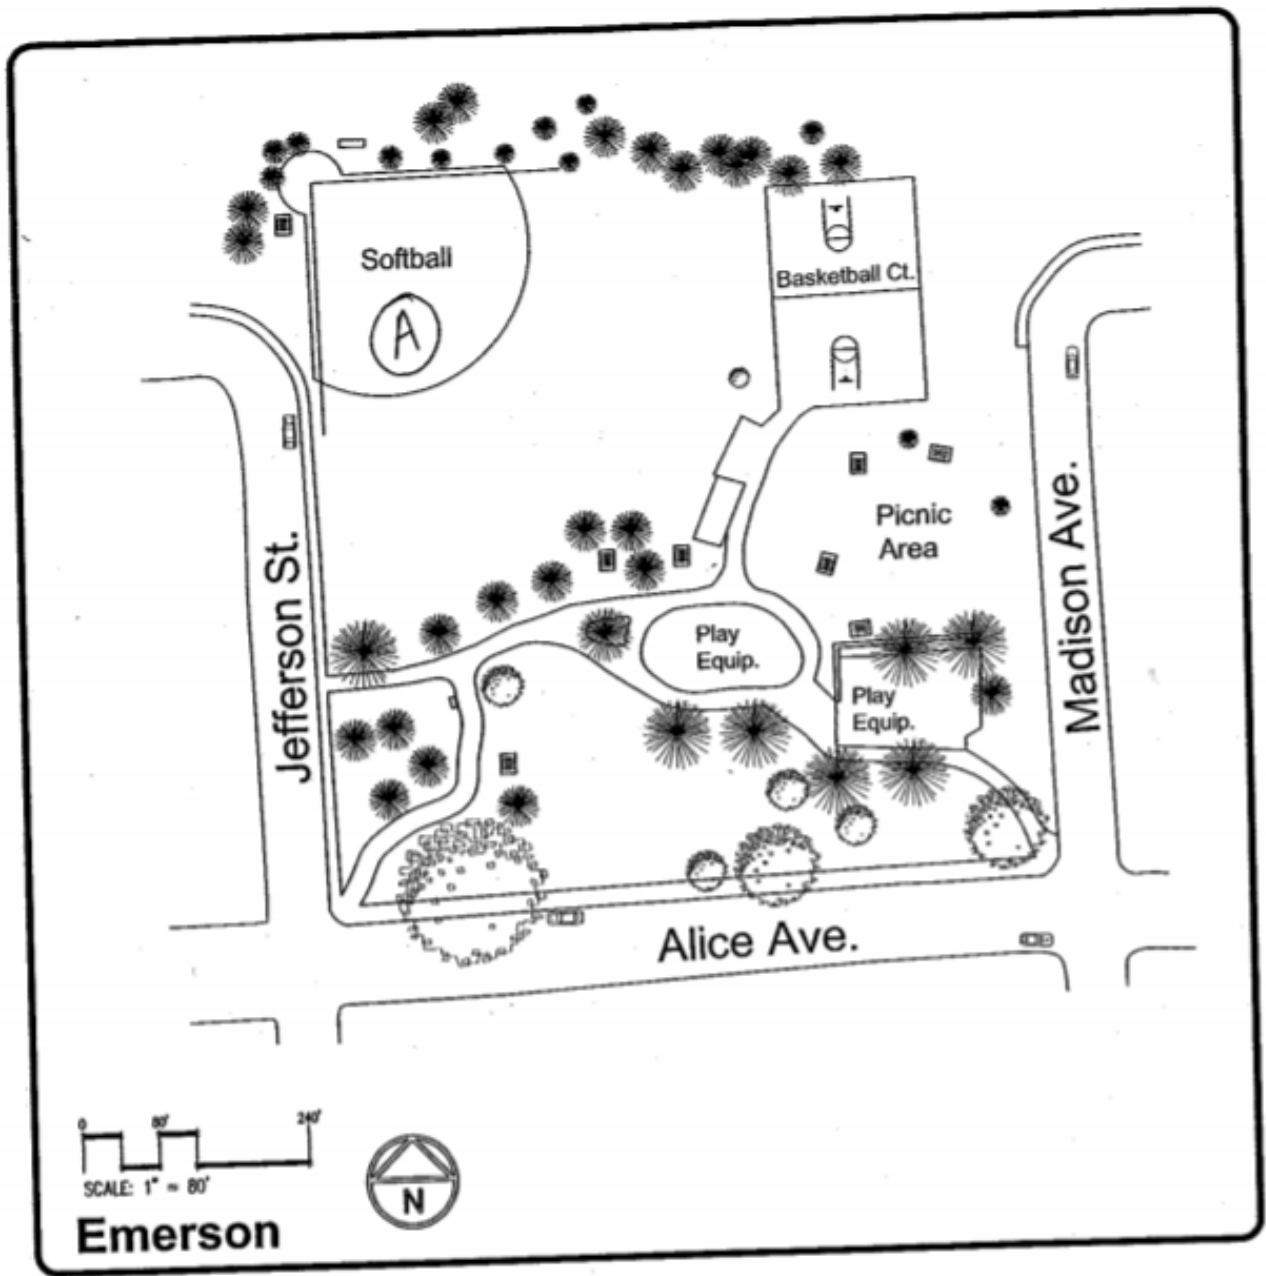 Softball
A
Basketball Ct.
Picnic
Area
Jefferson St.
Madison Ave.
Play
Equip.
Play
Equip.
Alice Ave.
0 80' 240'
SCALE: 1" = 80'
N
Emerson